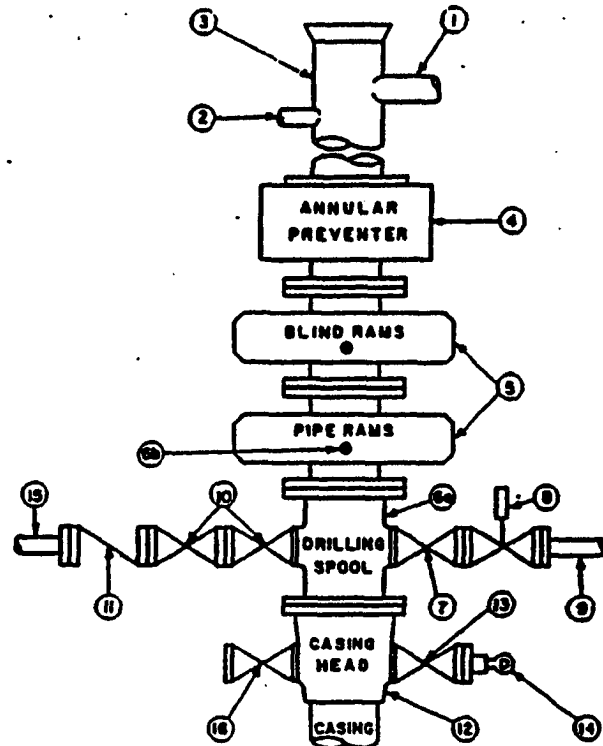 3
1
2
ANNULAR
PREVENTER
4
BLIND RAMS
5
PIPE RAMS
6b
15
10
6a
8
DRILLING
SPOOL
11
7
9
13
CASING
HEAD
16
12
14
CASING